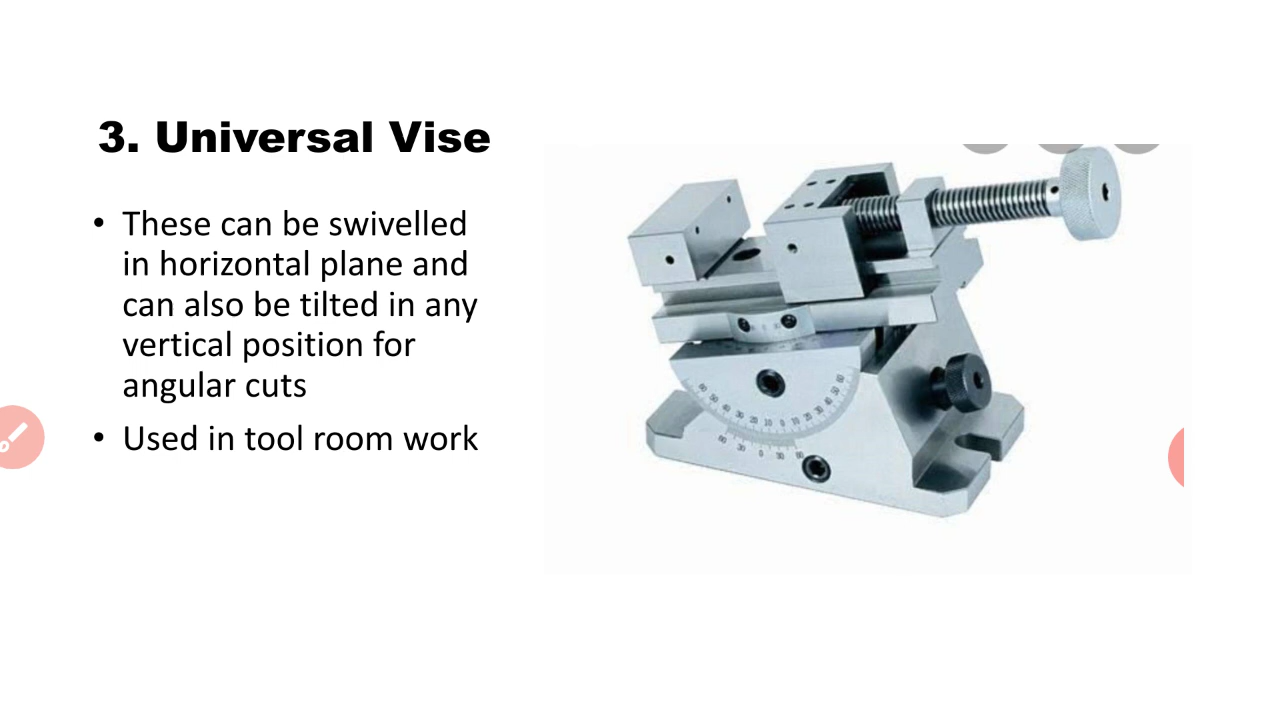 3. Universal Vise
• These can be swivelled
in horizontal plane and
can also be tilted in any
vertical position for
angular cuts
• Used in tool room work